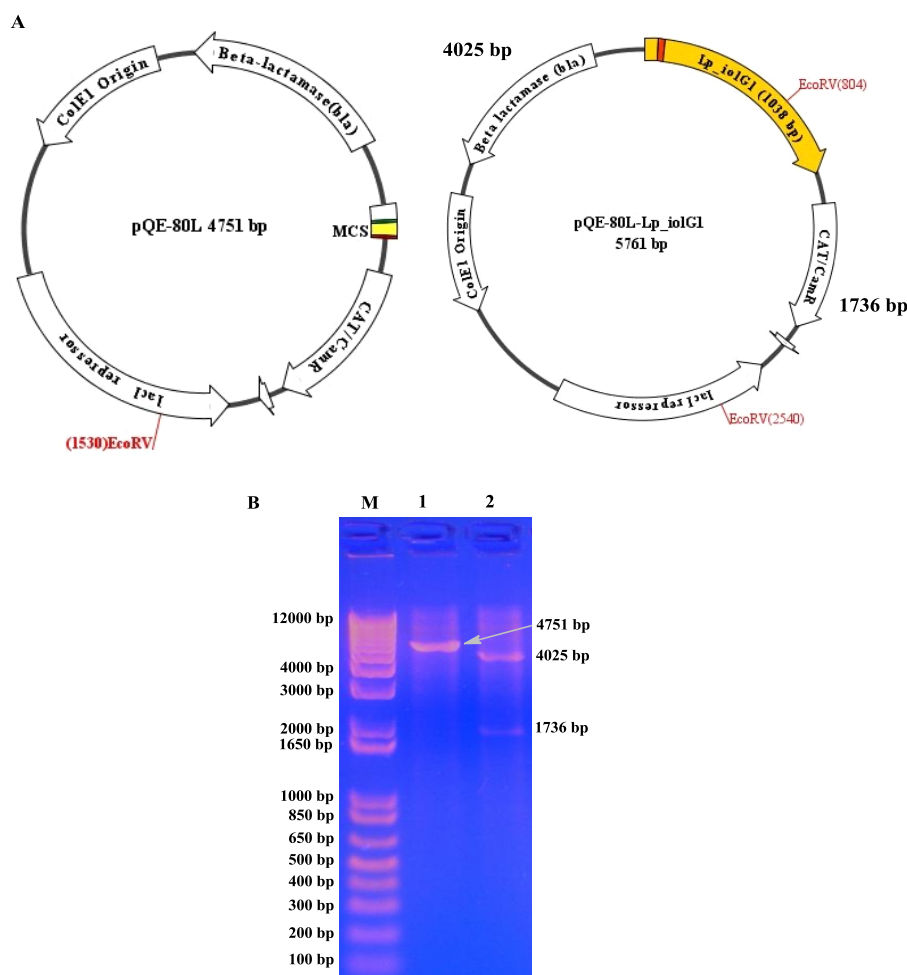 A
Beta-lactamase(bla)
ColE1 Origin
pQE-80L 4751 bp
MCS
CAT/CamR
lacI repressor
(1530)EcoRV
4025 bp
Lp_iolG1 (1038 bp)
EcoRV(804)
Beta lactamase (bla)
ColE1 Origin
pQE-80L-Lp_iolG1
5761 bp
CAT/CamR
1736 bp
lacI repressor
EcoRV(2540)
B
M 1 2
12000 bp
4751 bp
4025 bp
4000 bp
3000 bp
2000 bp
1736 bp
1650 bp
1000 bp
850 bp
650 bp
500 bp
400 bp
300 bp
200 bp
100 bp